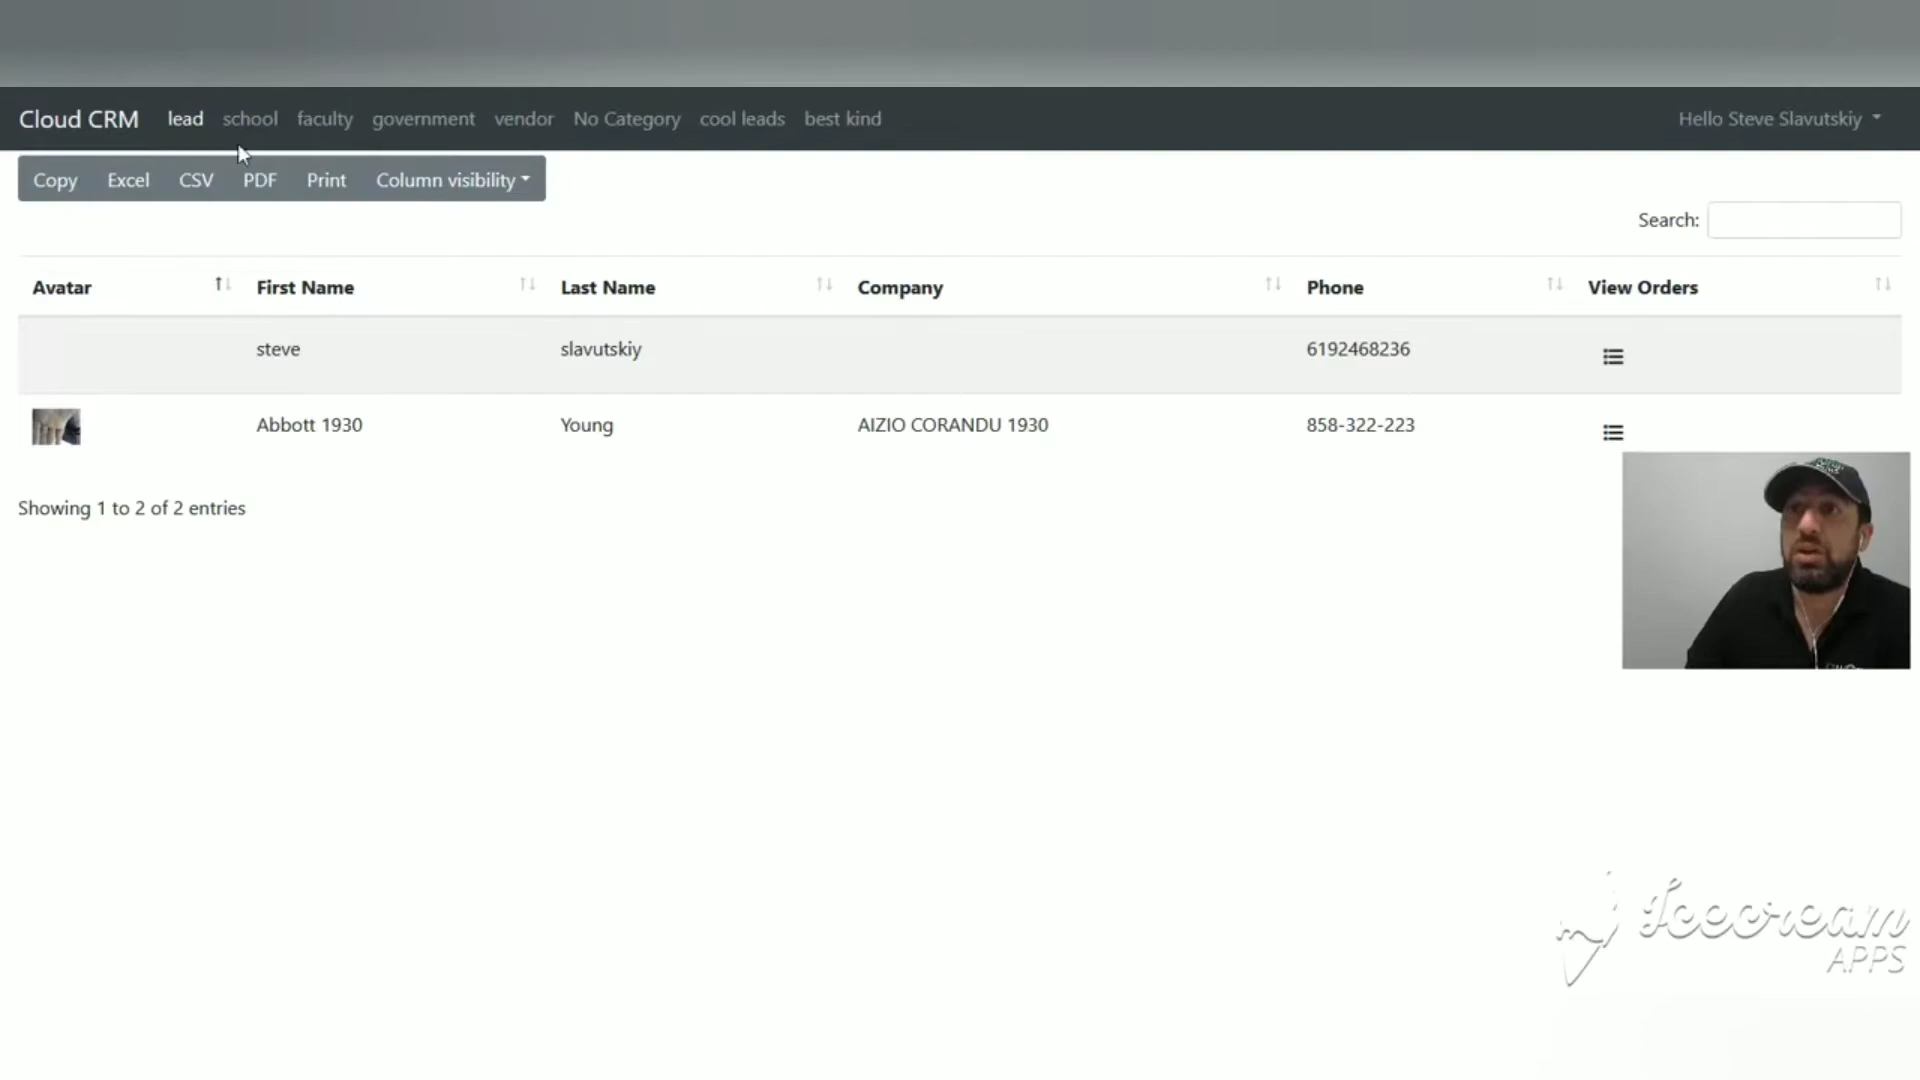 Cloud CRM lead school faculty government vendor No Category cool leads best kind Hello Steve Slavutskiy
Copy Excel CSV PDF Print Column visibility
Search:
Avatar First Name Last Name Company Phone View Orders
steve slavutskiy 6192468236
Abbott 1930 Young AIZIO CORANDU 1930 858-322-223
Showing 1 to 2 of 2 entries
Icecream
APPS